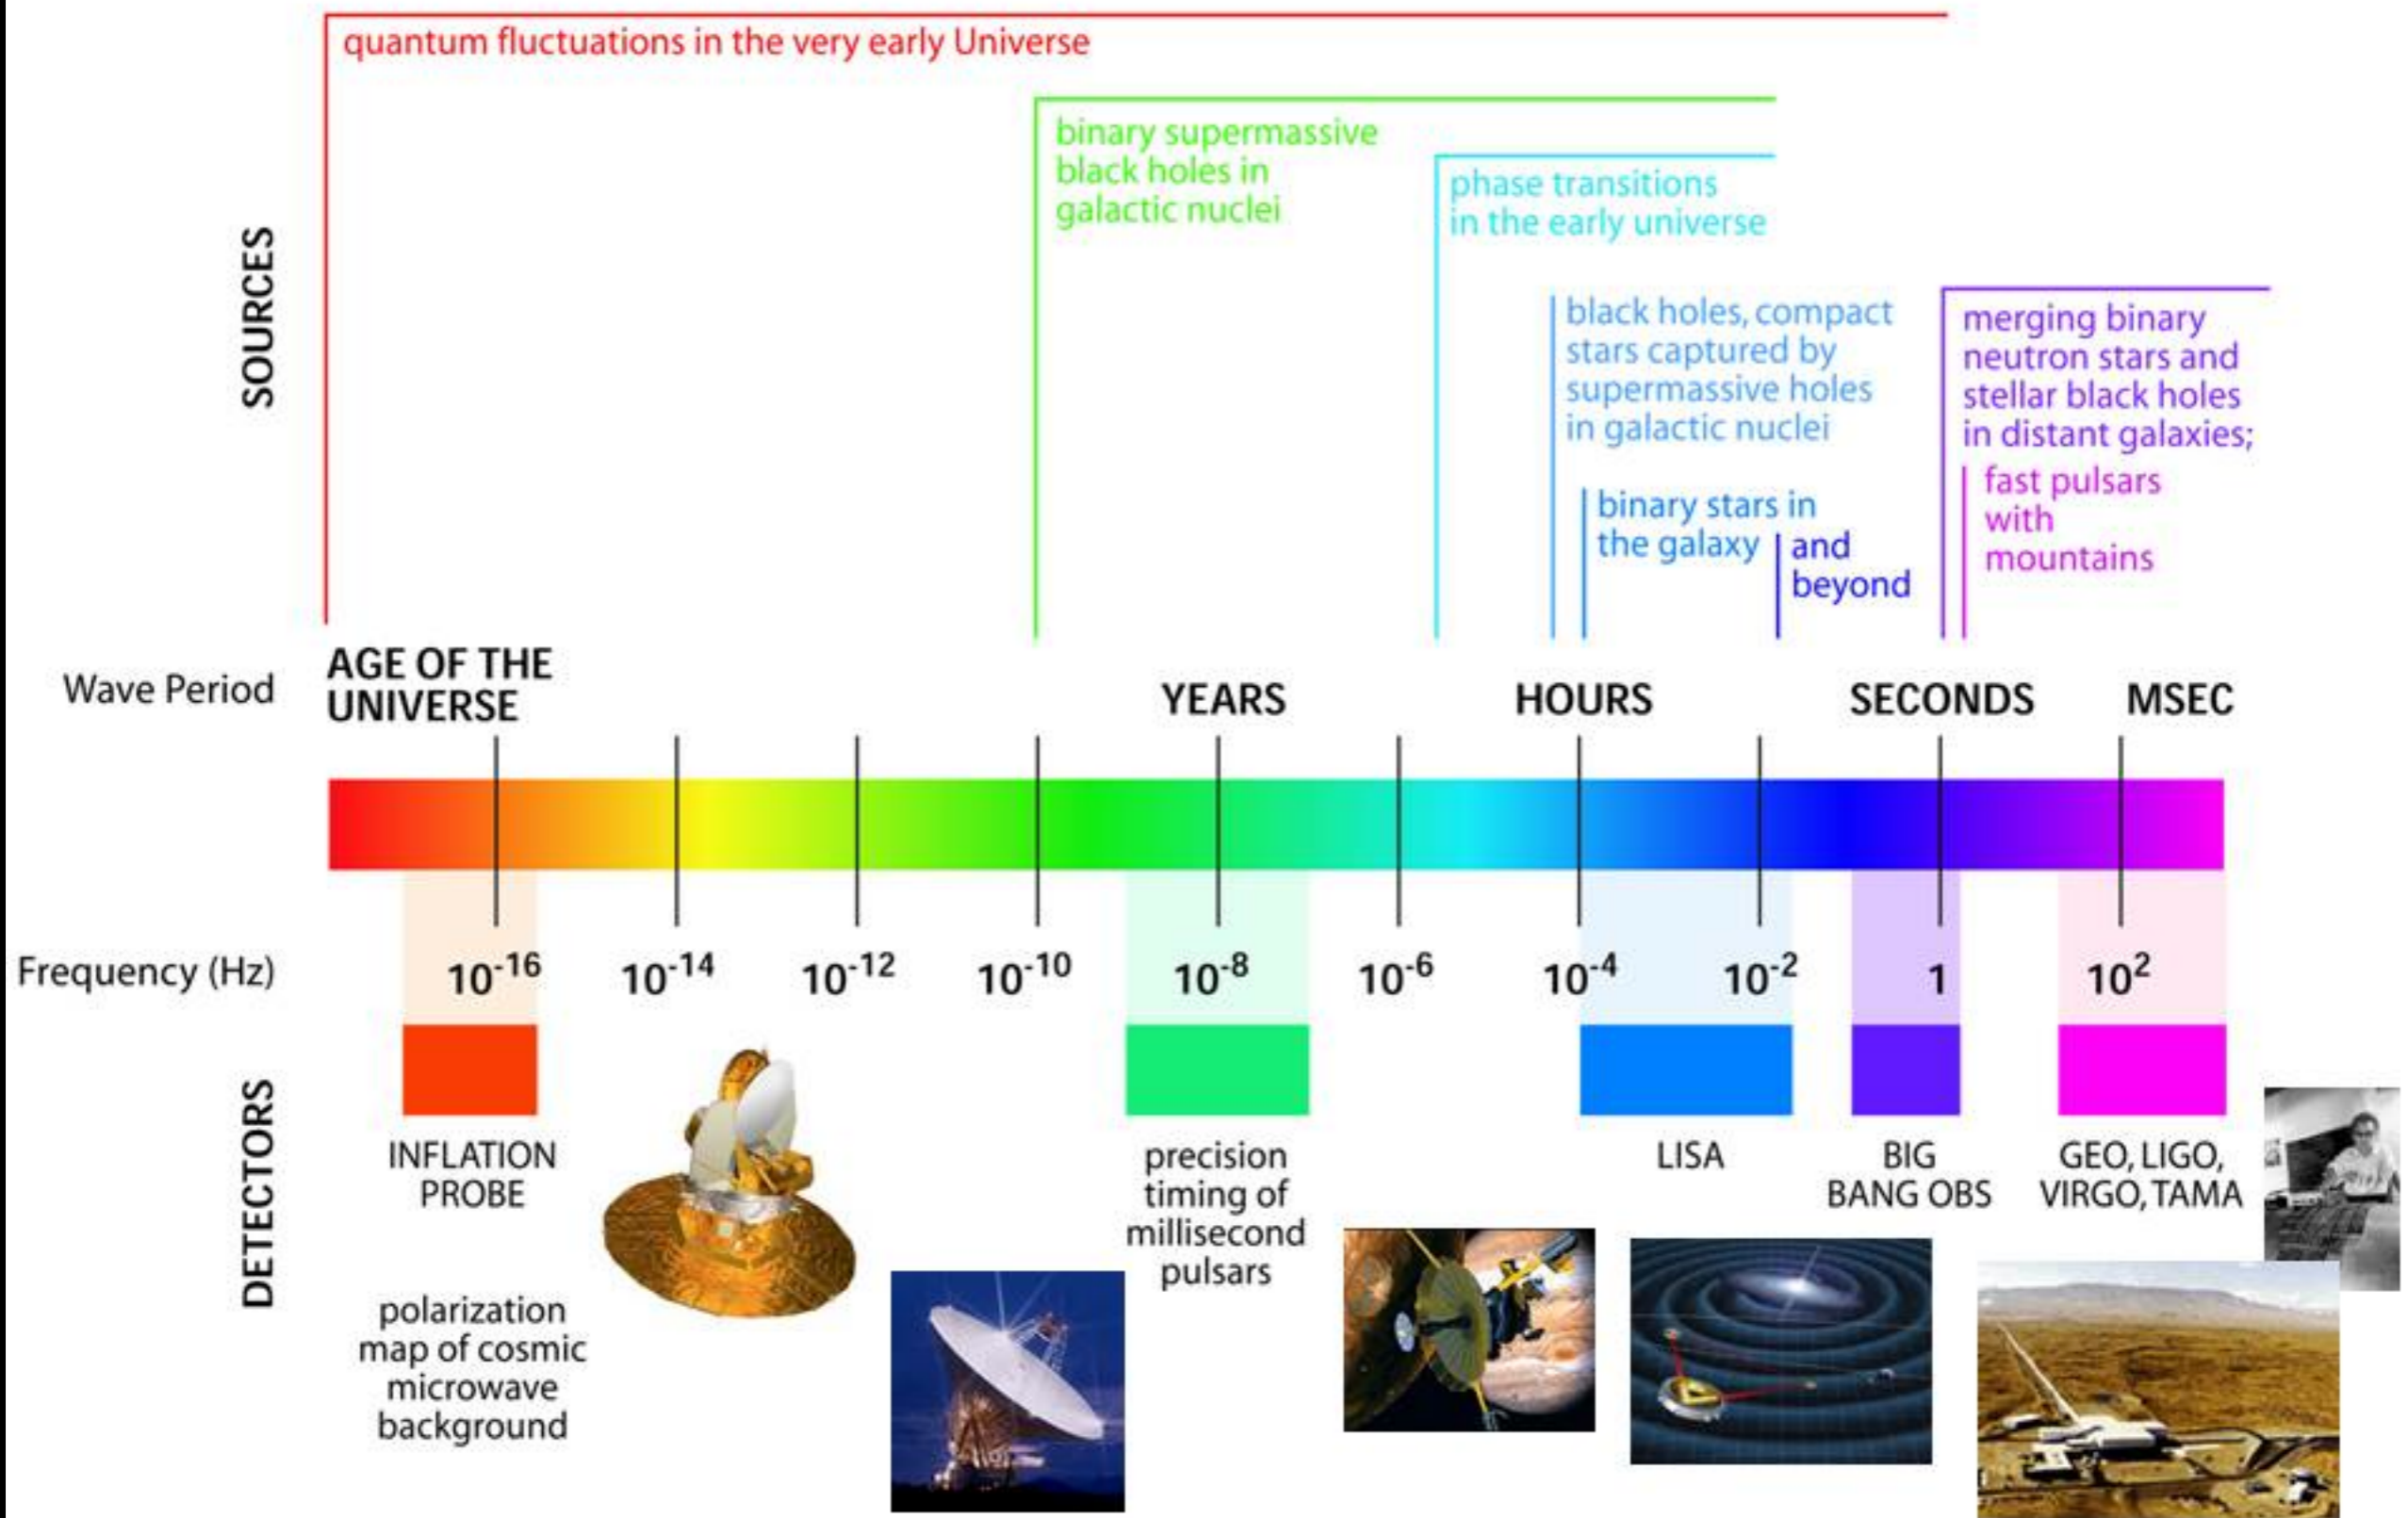 quantum fluctuations in the very early Universe
binary supermassive
black holes in
galactic nuclei
phase transitions
in the early universe
black holes, compact
stars captured by
supermassive holes
in galactic nuclei
binary stars in
the galaxy
and
beyond
merging binary
neutron stars and
stellar black holes
in distant galaxies;
fast pulsars
with
mountains
SOURCES
Wave Period
AGE OF THE
UNIVERSE
YEARS
HOURS
SECONDS
MSEC
Frequency (Hz)
10⁻¹⁶
10⁻¹⁴
10⁻¹²
10⁻¹⁰
10⁻⁸
10⁻⁶
10⁻⁴
10⁻²
1
10²
DETECTORS
INFLATION
PROBE
polarization
map of cosmic
microwave
background
precision
timing of
millisecond
pulsars
LISA
BIG
BANG OBS
GEO, LIGO,
VIRGO, TAMA